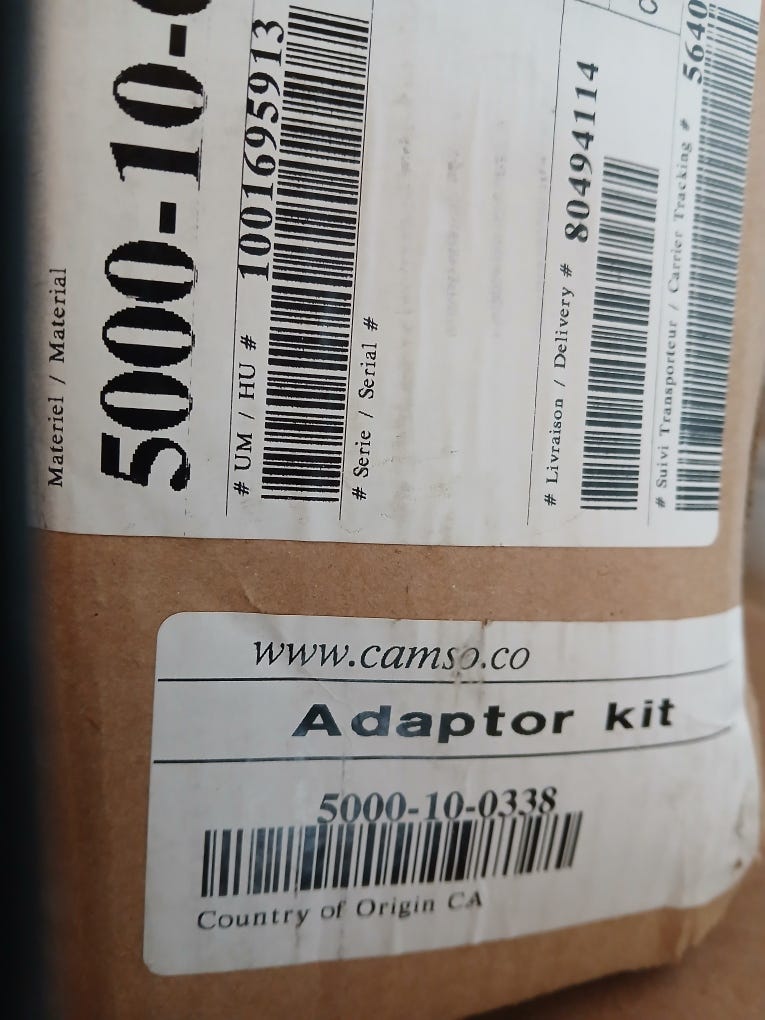 Materiel / Material
5000-10-
# UM / HU # 1001695913
# Serie / Serial #
# Livraison / Delivery # 80494114
# Suivi Transporteur / Carrier Tracking # 5640
www.camso.co
Adaptor kit
5000-10-0338
Country of Origin CA